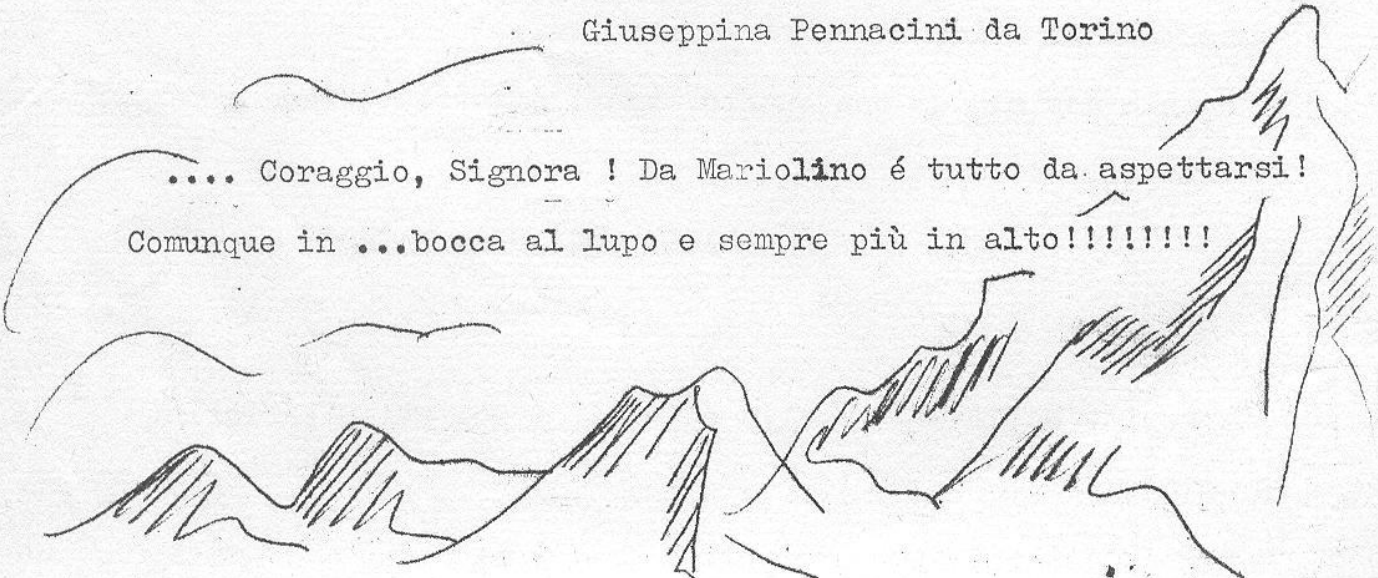 Giuseppina Pennacini da Torino
.... Coraggio, Signora ! Da Mariolino é tutto da aspettarsi!
Comunque in ...bocca al lupo e sempre più in alto!!!!!!!!!